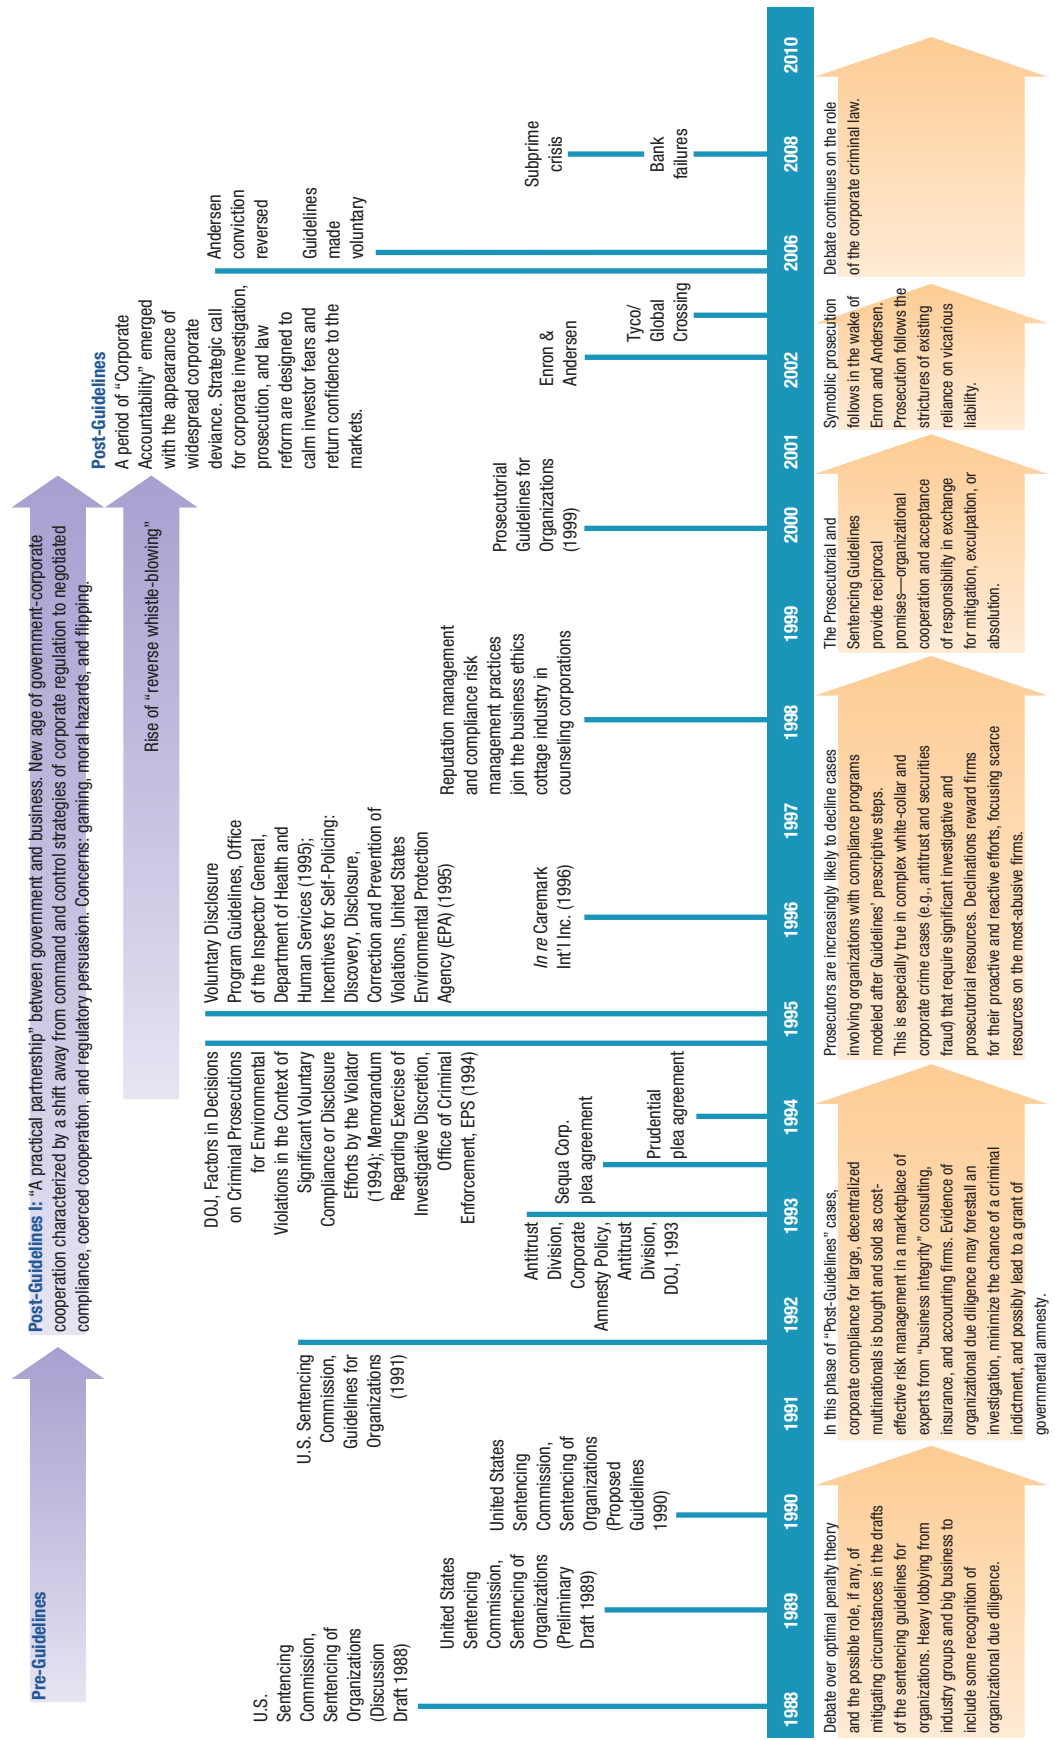 Pre-Guidelines
Post-Guidelines I: “A practical partnership” between government and business. New age of government-corporate
cooperation characterized by a shift away from command and control strategies of corporate regulation to negotiated
compliance, coerced cooperation, and regulatory persuasion. Concerns: gaming, moral hazards, and flipping.
Rise of “reverse whistle-blowing”
Post-Guidelines
A period of “Corporate
Accountability” emerged
with the appearance of
widespread corporate
deviance. Strategic call
for corporate investigation,
prosecution, and law
reform are designed to
calm investor fears and
return confidence to the
markets.
U.S.
Sentencing
Commission,
Sentencing of
Organizations
(Discussion
Draft 1988)
United States
Sentencing
Commission,
Sentencing of
Organizations
(Preliminary
Draft 1989)
United States
Sentencing
Commission,
Sentencing of
Organizations
(Proposed
Guidelines
1990)
U.S. Sentencing
Commission,
Guidelines for
Organizations
(1991)
Antitrust
Division,
Corporate
Amnesty Policy,
Antitrust
Division,
DOJ, 1993
Sequa Corp.
plea agreement
Prudential
plea agreement
DOJ, Factors in Decisions
on Criminal Prosecutions
for Environmental
Violations in the Context of
Significant Voluntary
Compliance or Disclosure
Efforts by the Violator
(1994); Memorandum
Regarding Exercise of
Investigative Discretion,
Office of Criminal
Enforcement, EPS (1994)
Voluntary Disclosure
Program Guidelines, Office
of the Inspector General,
Department of Health and
Human Services (1995);
Incentives for Self-Policing:
Discovery, Disclosure,
Correction and Prevention of
Violations, United States
Environmental Protection
Agency (EPA) (1995)
In re Caremark
Int’l Inc. (1996)
Reputation management
and compliance risk
management practices
join the business ethics
cottage industry in
counseling corporations
Prosecutorial
Guidelines for
Organizations
(1999)
Enron &
Andersen
Tyco/
Global
Crossing
Andersen
conviction
reversed
Guidelines
made
voluntary
Subprime
crisis
Bank
failures
1988
1989
1990
1991
1992
1993
1994
1995
1996
1997
1998
1999
2000
2001
2002
2006
2008
2010
Debate over optimal penalty theory
and the possible role, if any, of
mitigating circumstances in the drafts
of the sentencing guidelines for
organizations. Heavy lobbying from
industry groups and big business to
include some recognition of
organizational due diligence.
In this phase of “Post-Guidelines” cases,
corporate compliance for large, decentralized
multinationals is bought and sold as cost-
effective risk management in a marketplace of
experts from “business integrity” consulting,
insurance, and accounting firms. Evidence of
organizational due diligence may forestall an
investigation, minimize the chance of a criminal
indictment, and possibly lead to a grant of
governmental amnesty.
Prosecutors are increasingly likely to decline cases
involving organizations with compliance programs
modeled after Guidelines’ prescriptive steps.
This is especially true in complex white-collar and
corporate crime cases (e.g., antitrust and securities
fraud) that require significant investigative and
prosecutorial resources. Declinations reward firms
for their proactive and reactive efforts, focusing scarce
resources on the most-abusive firms.
The Prosecutorial and
Sentencing Guidelines
provide reciprocal
promises—organizational
cooperation and acceptance
of responsibility in exchange
for mitigation, exculpation, or
absolution.
Symoblic prosecution
follows in the wake of
Enron and Andersen.
Prosecution follows the
strictures of existing
reliance on vicarious
liability.
Debate continues on the role
of the corporate criminal law.